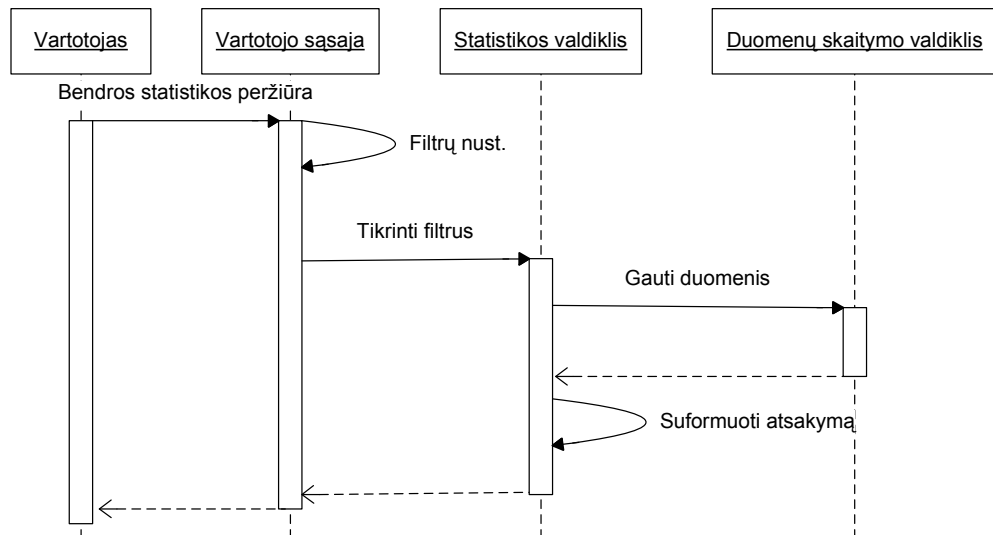 Vartotojas
Vartotojo sąsaja
Statistikos valdiklis
Duomenų skaitymo valdiklis
Bendros statistikos peržiūra
Filtrų nust.
Tikrinti filtrus
Gauti duomenis
Suformuoti atsakymą